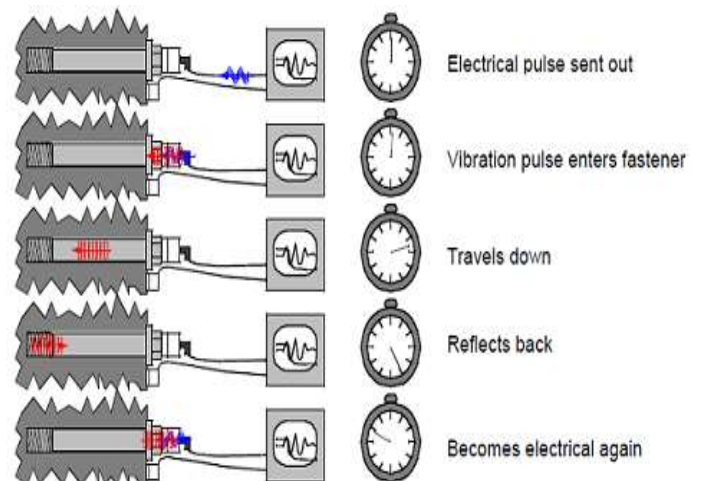 Electrical pulse sent out
Vibration pulse enters fastener
Travels down
Reflects back
Becomes electrical again